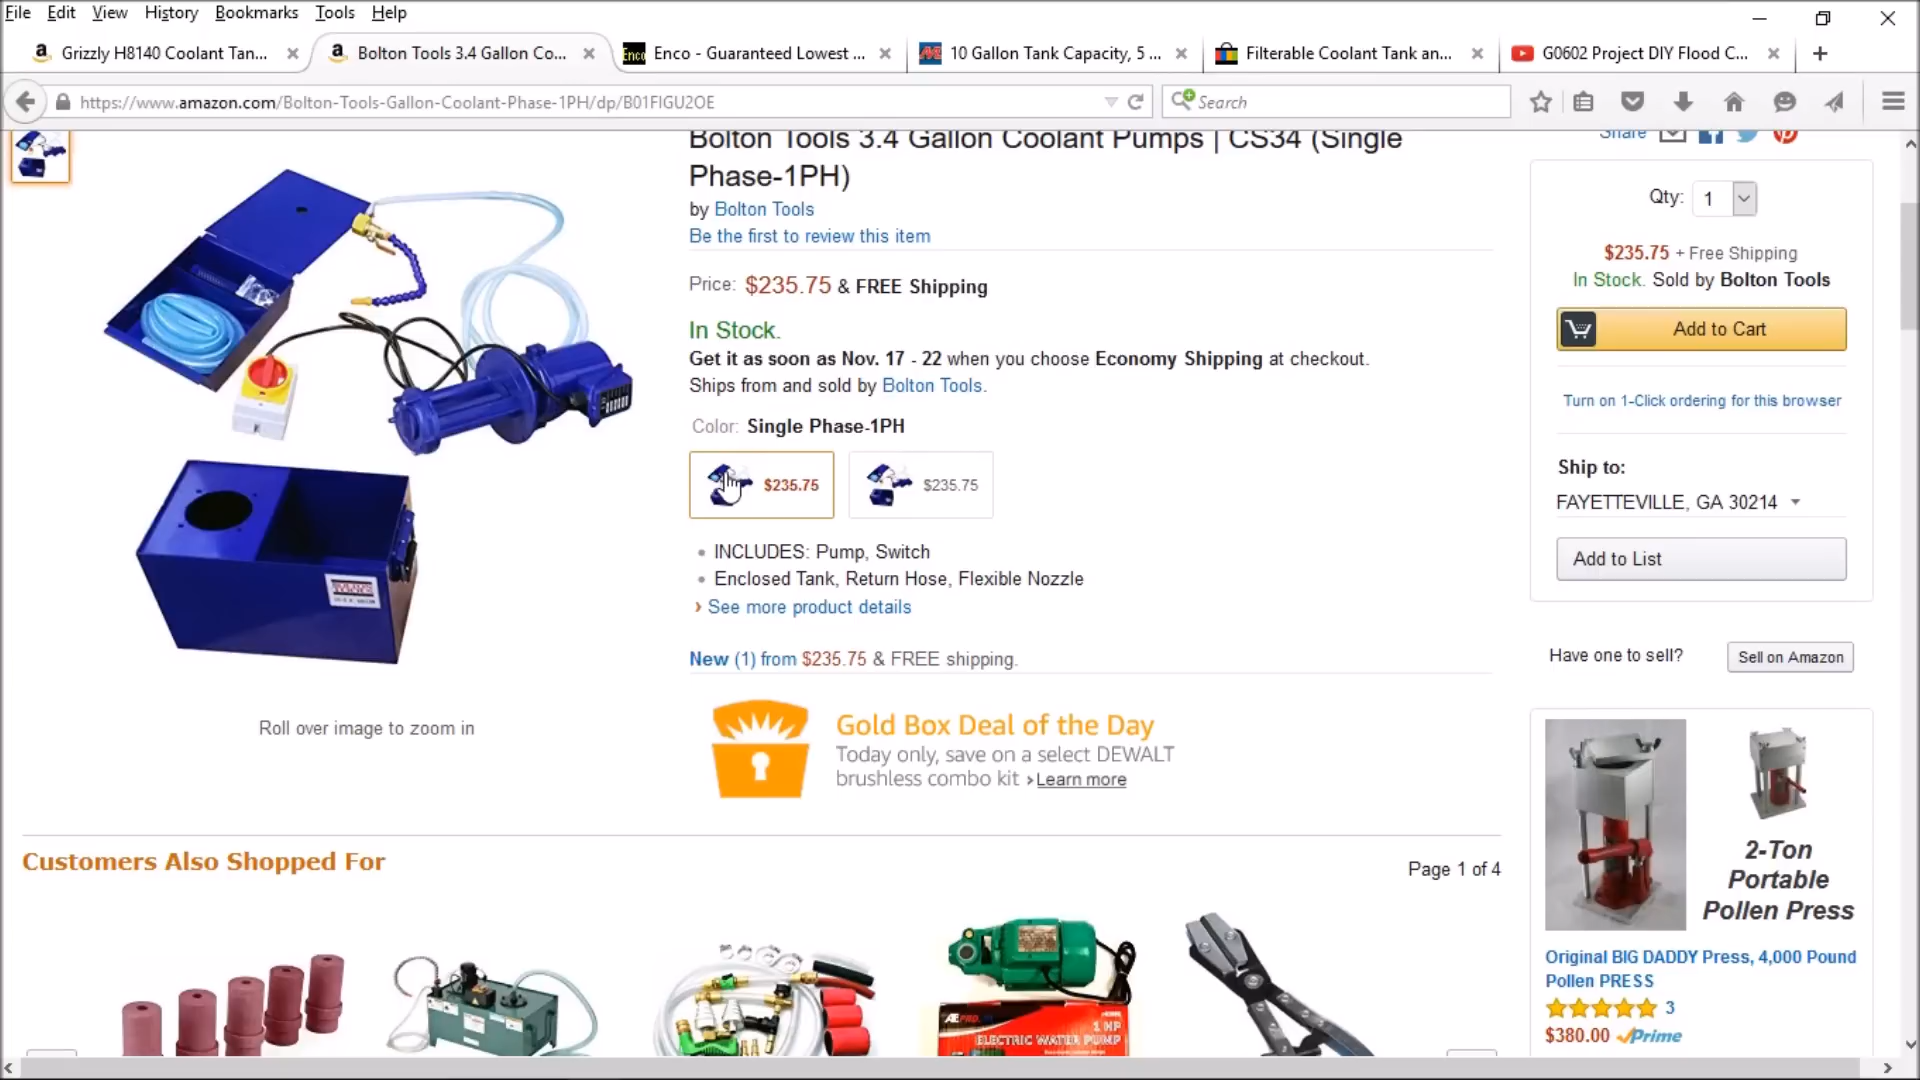 File Edit View History Bookmarks Tools Help
Grizzly H8140 Coolant Tan...
Bolton Tools 3.4 Gallon Co...
Enco
Enco - Guaranteed Lowest ...
10 Gallon Tank Capacity, 5 ...
Filterable Coolant Tank an...
G0602 Project DIY Flood C...
https://www.amazon.com/Bolton-Tools-Gallon-Coolant-Phase-1PH/dp/B01FIGU2OE
Search
Bolton Tools 3.4 Gallon Coolant Pumps | CS34 (Single
Phase-1PH)
by Bolton Tools
Be the first to review this item
Price: $235.75 & FREE Shipping
In Stock.
Get it as soon as Nov. 17 - 22 when you choose Economy Shipping at checkout.
Ships from and sold by Bolton Tools.
Color: Single Phase-1PH
$235.75
$235.75
INCLUDES: Pump, Switch
Enclosed Tank, Return Hose, Flexible Nozzle
› See more product details
New (1) from $235.75 & FREE shipping.
Roll over image to zoom in
Gold Box Deal of the Day
Today only, save on a select DEWALT
brushless combo kit › Learn more
Share
Qty: 1
$235.75 + Free Shipping
In Stock. Sold by Bolton Tools
Add to Cart
Turn on 1-Click ordering for this browser
Ship to:
FAYETTEVILLE, GA 30214
Add to List
Have one to sell?
Sell on Amazon
2-Ton
Portable
Pollen Press
Original BIG DADDY Press, 4,000 Pound
Pollen PRESS
3
$380.00 Prime
Customers Also Shopped For
Page 1 of 4
1 HP
ELECTRIC WATER PUMP